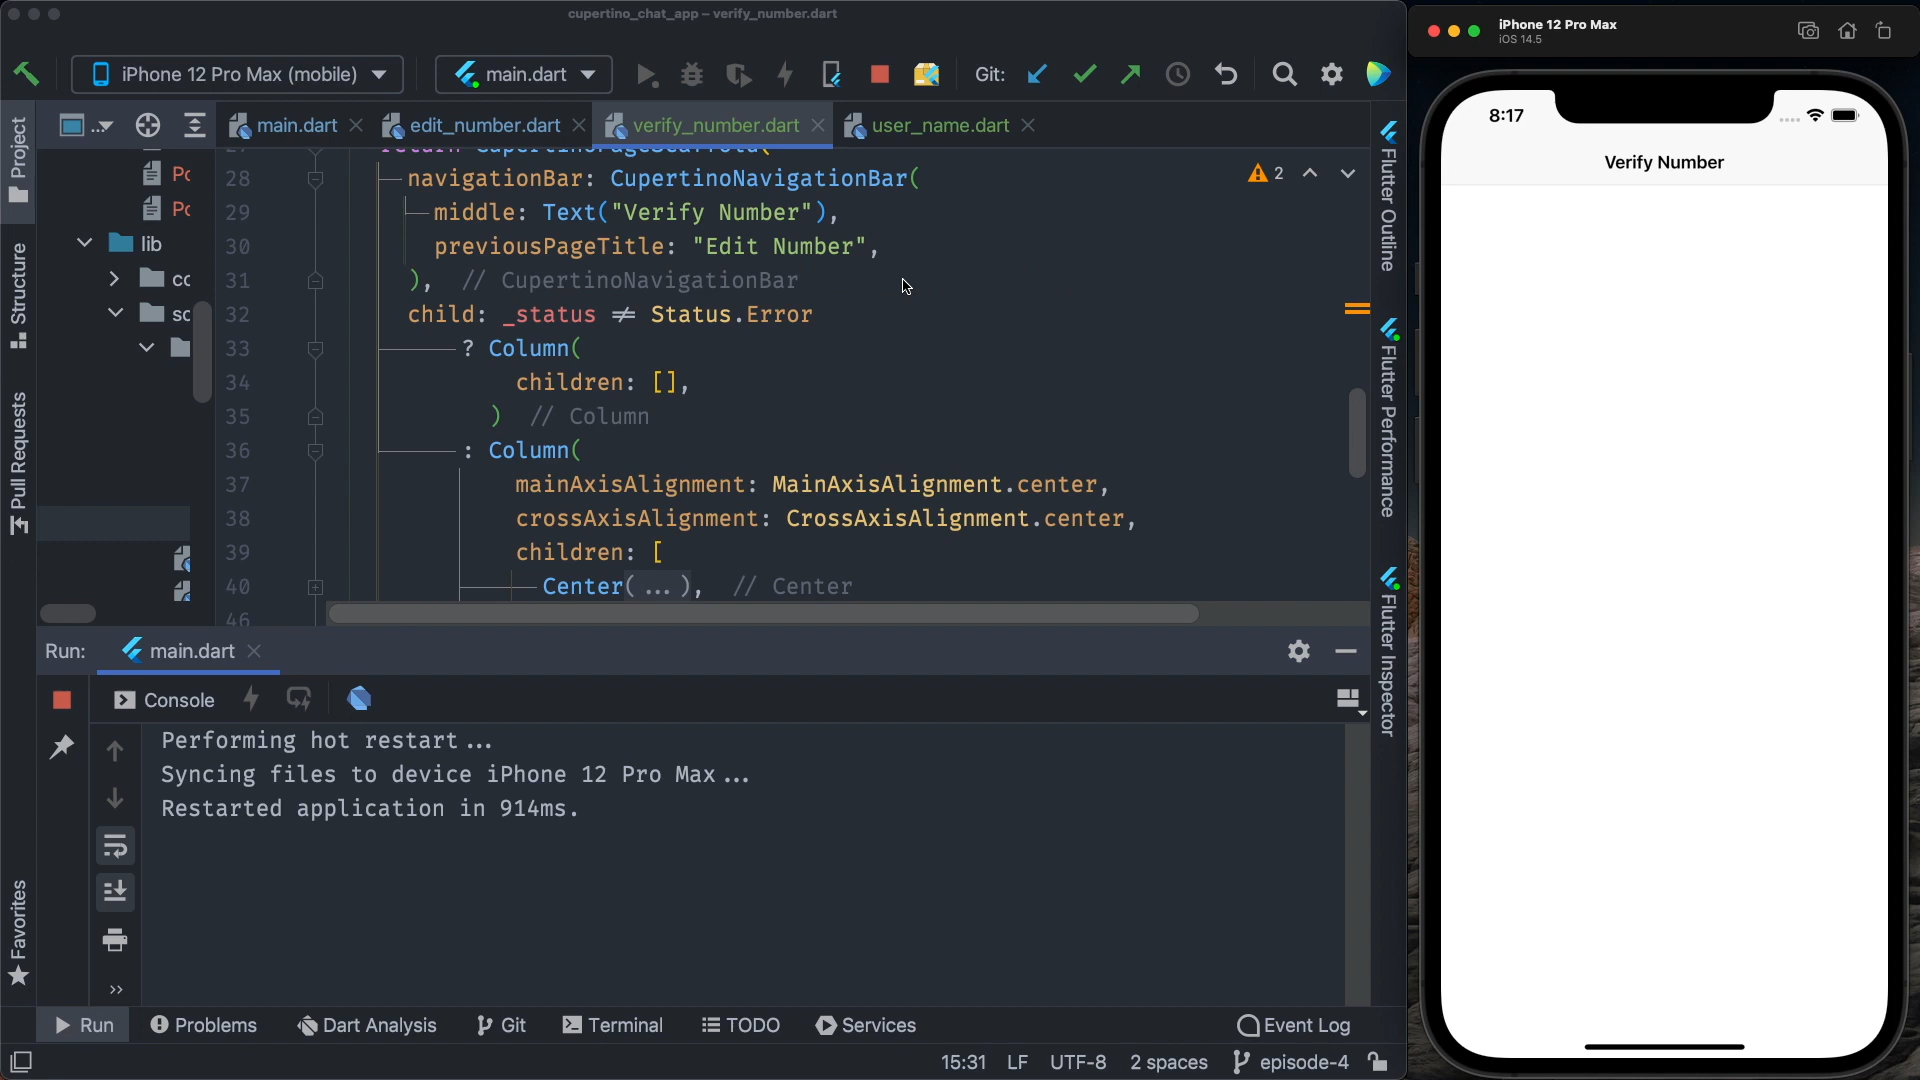 cupertino_chat_app – verify_number.dart
iPhone 12 Pro Max (mobile)
main.dart
Git:
Project
Structure
Pull Requests
Favorites
main.dart
edit_number.dart
verify_number.dart
user_name.dart
Pc
Pc
lib
cc
sc
28 navigationBar: CupertinoNavigationBar(
29 middle: Text("Verify Number"),
30 previousPageTitle: "Edit Number",
31 ), // CupertinoNavigationBar
32 child: _status ≠ Status.Error
33 ? Column(
34 children: [],
35 ) // Column
36 : Column(
37 mainAxisAlignment: MainAxisAlignment.center,
38 crossAxisAlignment: CrossAxisAlignment.center,
39 children: [
40 Center(...), // Center
46
2
Flutter Outline
Flutter Performance
Flutter Inspector
Run:
main.dart
Console
Performing hot restart...
Syncing files to device iPhone 12 Pro Max...
Restarted application in 914ms.
Run
Problems
Dart Analysis
Git
Terminal
TODO
Services
Event Log
15:31
LF
UTF-8
2 spaces
episode-4
iPhone 12 Pro Max
iOS 14.5
8:17
Verify Number